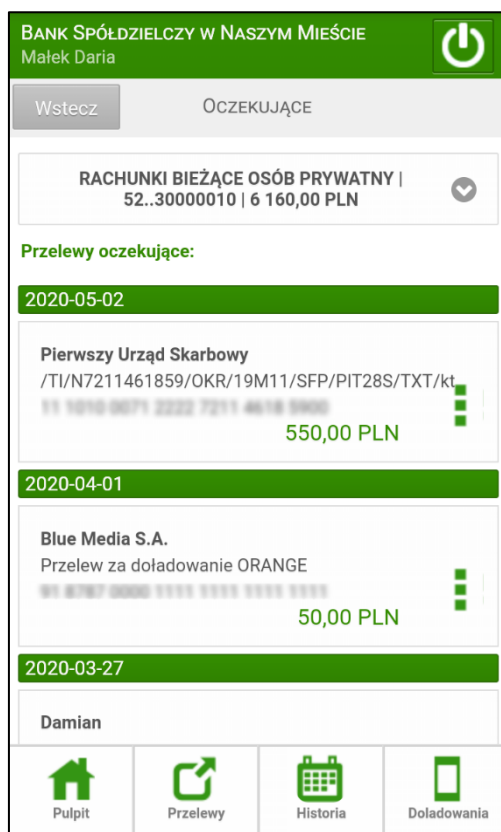 BANK SPÓŁDZIELCZY W NASZYM MIEŚCIE
Małek Daria
Wstecz
OCZEKUJĄCE
RACHUNKI BIEŻĄCE OSÓB PRYWATNY |
52..30000010 | 6 160,00 PLN
Przelewy oczekujące:
2020-05-02
Pierwszy Urząd Skarbowy
/TI/N7211461859/OKR/19M11/SFP/PIT28S/TXT/kt
550,00 PLN
2020-04-01
Blue Media S.A.
Przelew za doładowanie ORANGE
50,00 PLN
2020-03-27
Damian
Pulpit
Przelewy
Historia
Doladowania